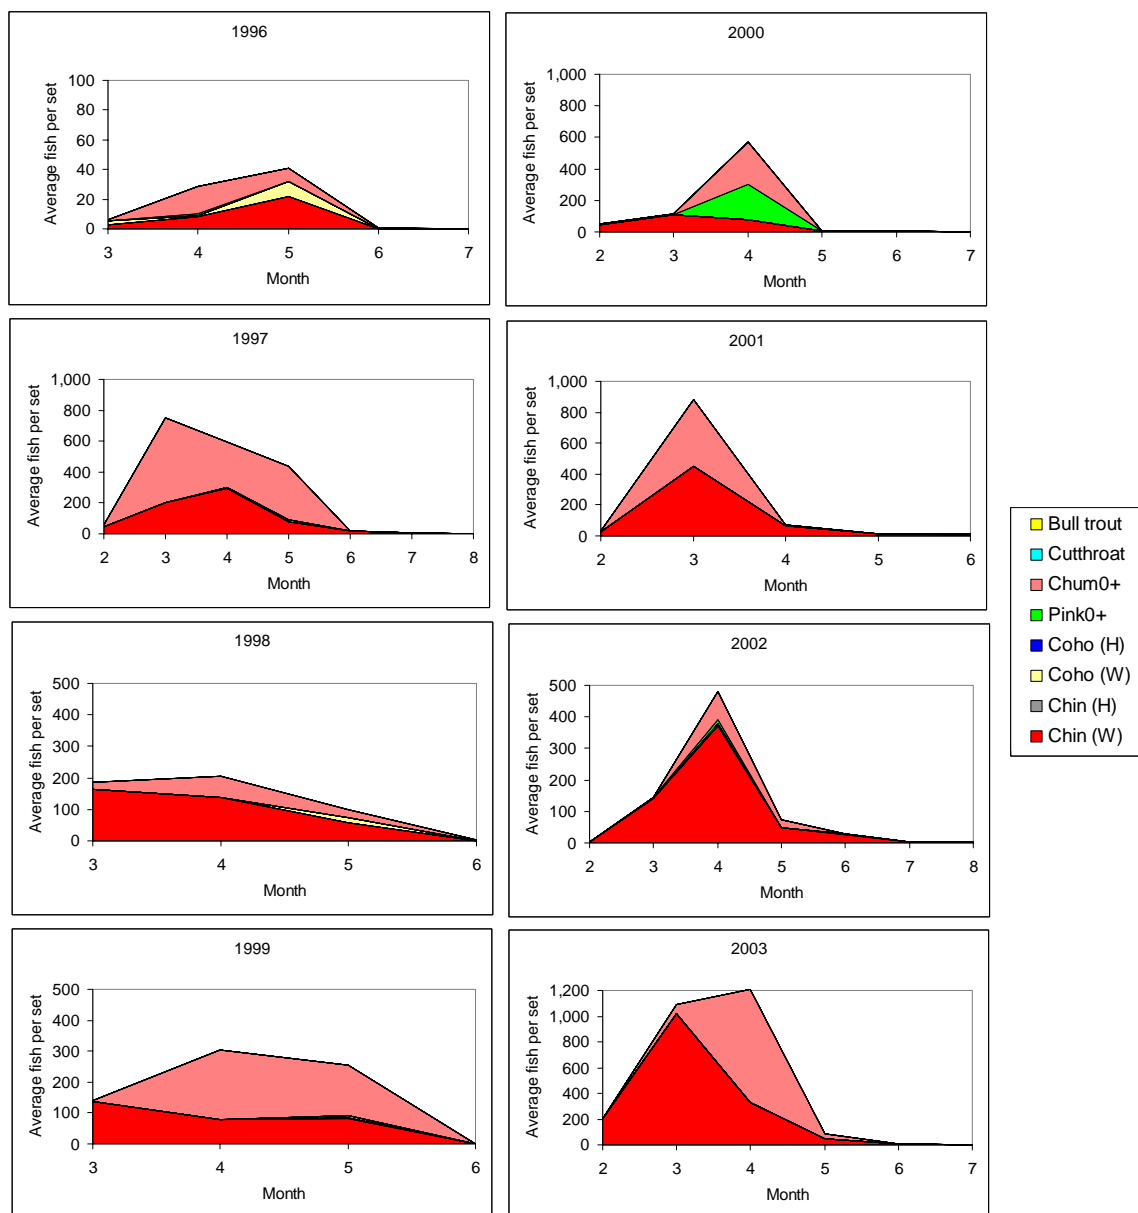 1996
Average fish per set
100
80
60
40
20
0
3 4 5 6 7
Month
2000
Average fish per set
1,000
800
600
400
200
0
2 3 4 5 6 7
Month
1997
Average fish per set
1,000
800
600
400
200
0
2 3 4 5 6 7 8
Month
2001
Average fish per set
1,000
800
600
400
200
0
2 3 4 5 6
Month
1998
Average fish per set
500
400
300
200
100
0
3 4 5 6
Month
2002
Average fish per set
500
400
300
200
100
0
2 3 4 5 6 7 8
Month
1999
Average fish per set
500
400
300
200
100
0
3 4 5 6
Month
2003
Average fish per set
1,200
1,000
800
600
400
200
0
2 3 4 5 6 7
Month
Bull trout
Cutthroat
Chum0+
Pink0+
Coho (H)
Coho (W)
Chin (H)
Chin (W)